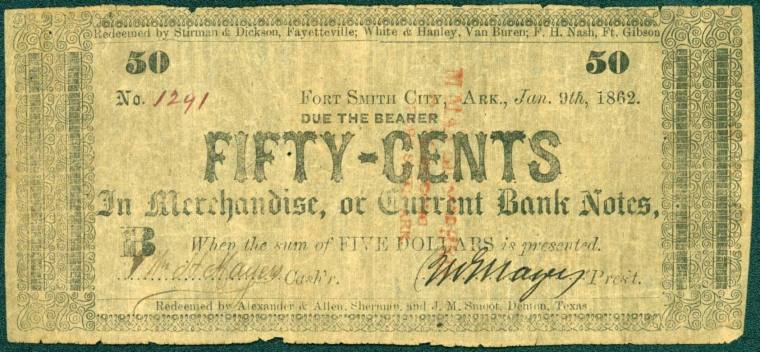 Redeemed by Stirman & Dickson, Fayetteville; White & Hanley, Van Buren; F. H. Nash, Ft. Gibson
50 50
No. 1291 FORT SMITH CITY, ARK., Jan. 9th, 1862.
DUE THE BEARER
FIFTY-CENTS
In Merchandise, or Current Bank Notes,
B When the sum of FIVE DOLLARS is presented.
Cash'r. Mayers Pres't.
Redeemed by Alexander & Allen, Sherman, and J. M. Smoot, Denton, Texas